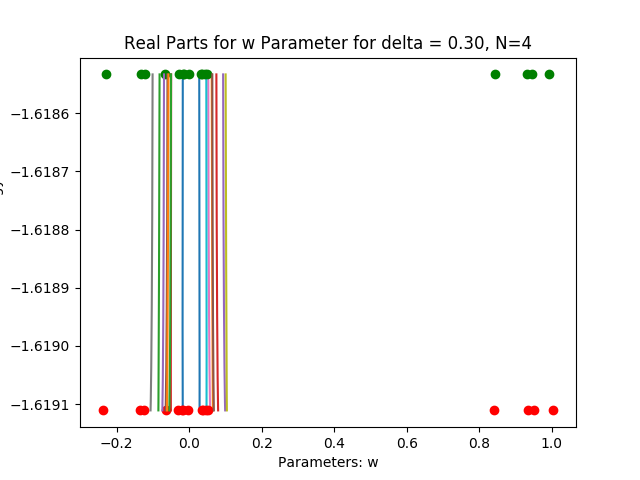 Real Parts for w Parameter for delta = 0.30, N=4
−1.6186
−1.6187
−1.6188
−1.6189
−1.6190
−1.6191
−0.2 0.0 0.2 0.4 0.6 0.8 1.0
Parameters: w